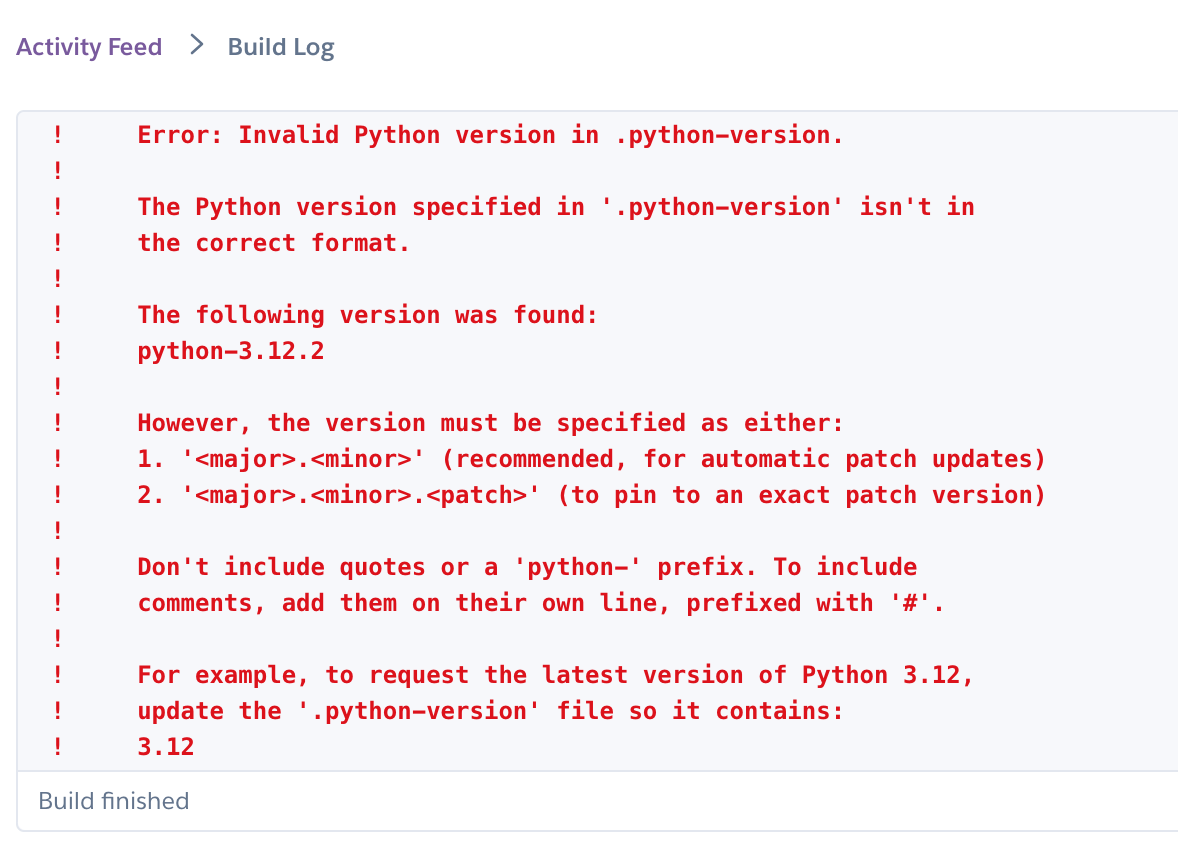 Activity Feed > Build Log
! Error: Invalid Python version in .python-version.
!
! The Python version specified in '.python-version' isn't in
! the correct format.
!
! The following version was found:
! python-3.12.2
!
! However, the version must be specified as either:
! 1. '<major>.<minor>' (recommended, for automatic patch updates)
! 2. '<major>.<minor>.<patch>' (to pin to an exact patch version)
!
! Don't include quotes or a 'python-' prefix. To include
! comments, add them on their own line, prefixed with '#'.
!
! For example, to request the latest version of Python 3.12,
! update the '.python-version' file so it contains:
! 3.12
Build finished